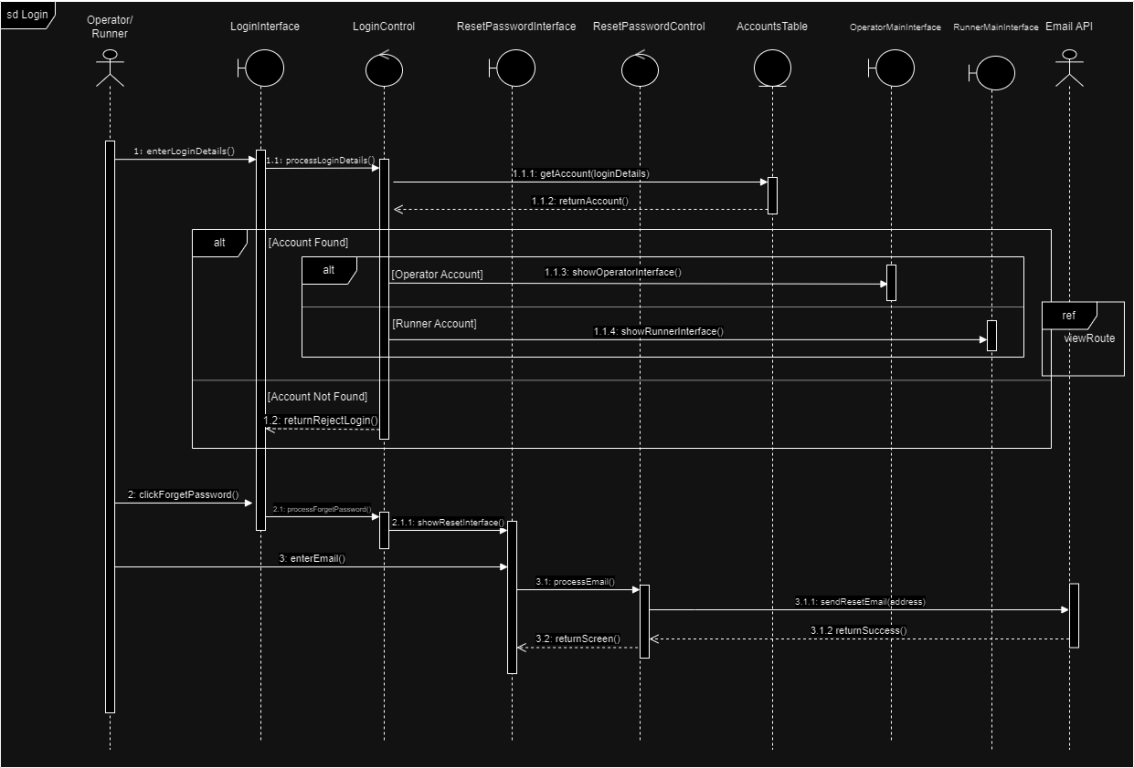 sd Login
Operator/
Runner
LoginInterface
LoginControl
ResetPasswordInterface
ResetPasswordControl
AccountsTable
OperatorMainInterface
RunnerMainInterface
Email API
1: enterLoginDetails()
1.1: processLoginDetails()
1.1.1: getAccount(loginDetails)
1.1.2: returnAccount()
alt
[Account Found]
alt
[Operator Account]
1.1.3: showOperatorInterface()
ref
viewRoute
[Runner Account]
1.1.4: showRunnerInterface()
[Account Not Found]
1.2: returnRejectLogin()
2: clickForgetPassword()
2.1: processForgetPassword()
2.1.1: showResetInterface()
3: enterEmail()
3.1: processEmail()
3.1.1: sendResetEmail(address)
3.1.2 returnSuccess()
3.2: returnScreen()